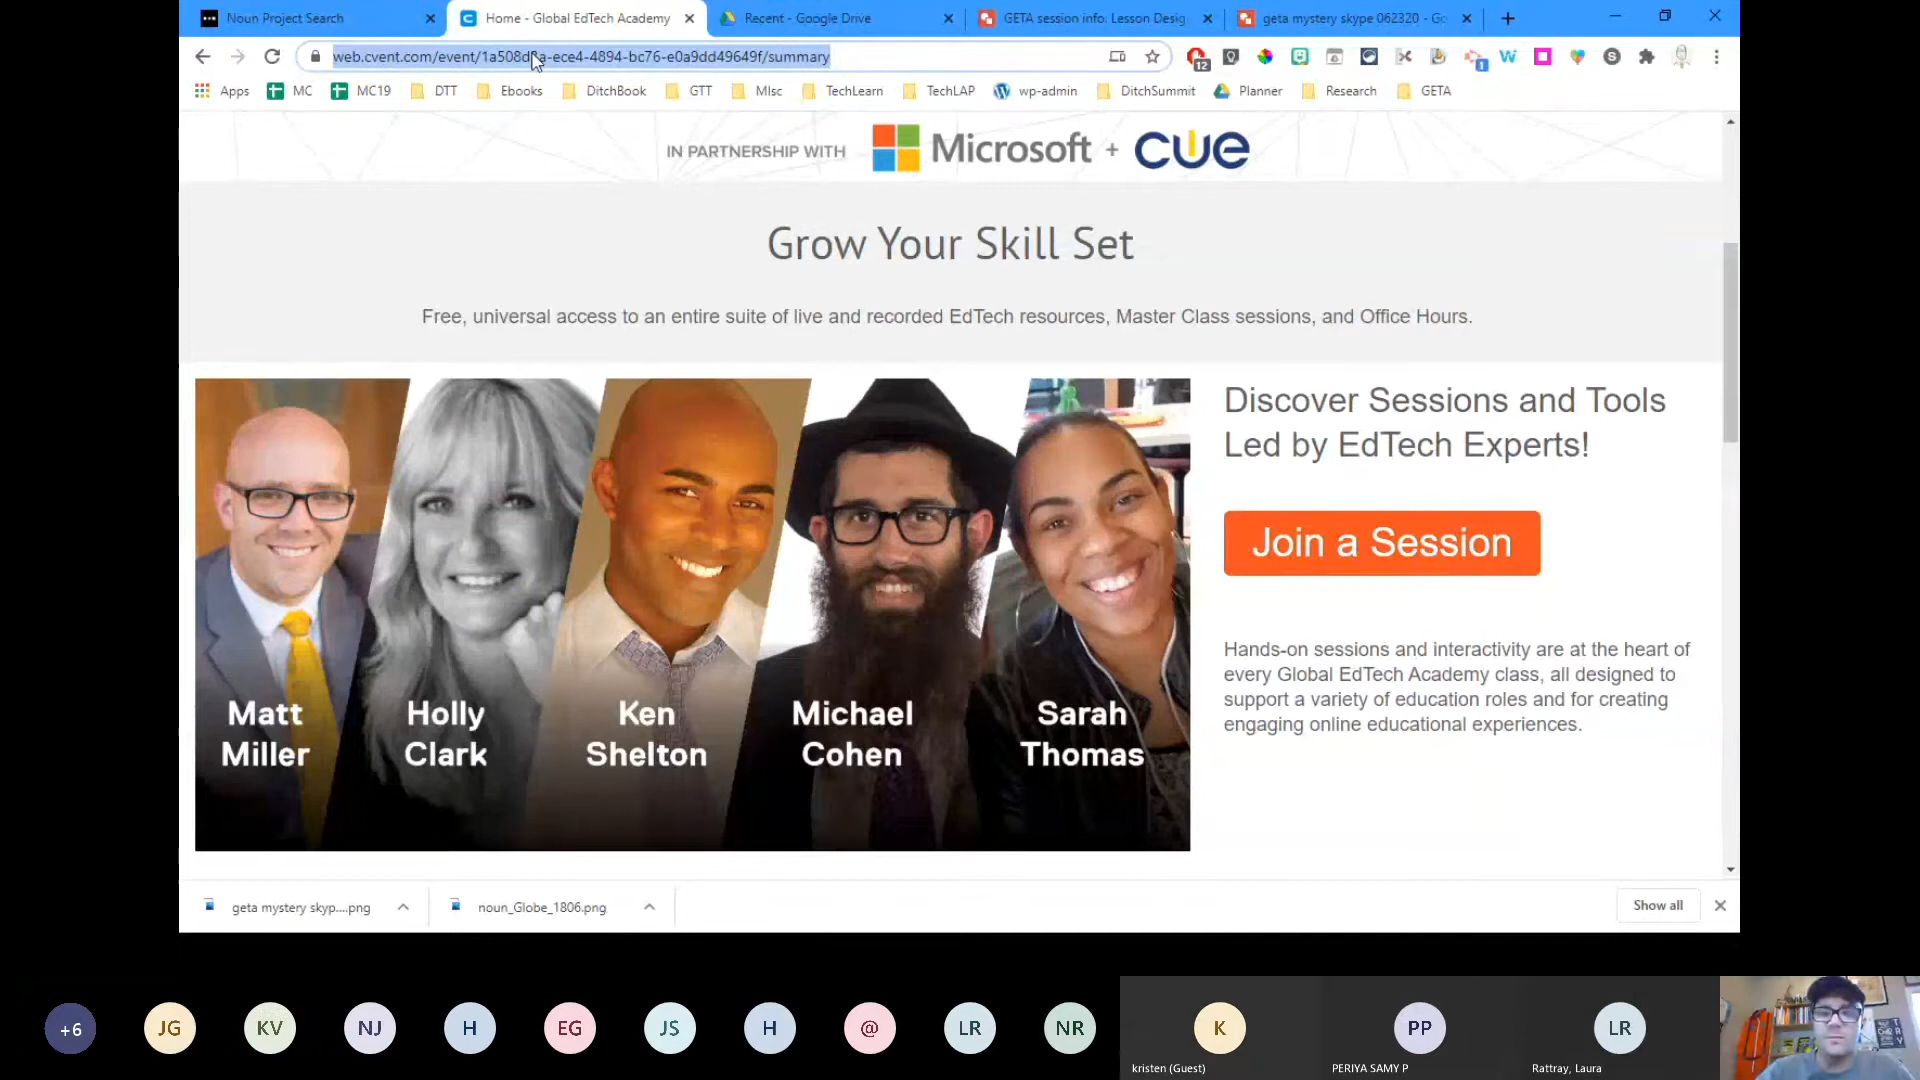 Noun Project Search
Home - Global EdTech Academy
Recent - Google Drive
GETA session info: Lesson Desig
geta mystery skype 062320 - Go
web.cvent.com/event/1a508d8a-ece4-4894-bc76-e0a9dd49649f/summary
12
1
Apps
MC
MC19
DTT
Ebooks
DitchBook
GTT
MIsc
TechLearn
TechLAP
wp-admin
DitchSummit
Planner
Research
GETA
IN PARTNERSHIP WITH
Microsoft + CUE
Grow Your Skill Set
Free, universal access to an entire suite of live and recorded EdTech resources, Master Class sessions, and Office Hours.
Matt
Miller
Holly
Clark
Ken
Shelton
Michael
Cohen
Sarah
Thomas
Discover Sessions and Tools
Led by EdTech Experts!
Join a Session
Hands-on sessions and interactivity are at the heart of
every Global EdTech Academy class, all designed to
support a variety of education roles and for creating
engaging online educational experiences.
geta mystery skyp....png
noun_Globe_1806.png
Show all
+6
JG
KV
NJ
H
EG
JS
H
@
LR
NR
K
kristen (Guest)
PP
PERIYA SAMY P
LR
Rattray, Laura